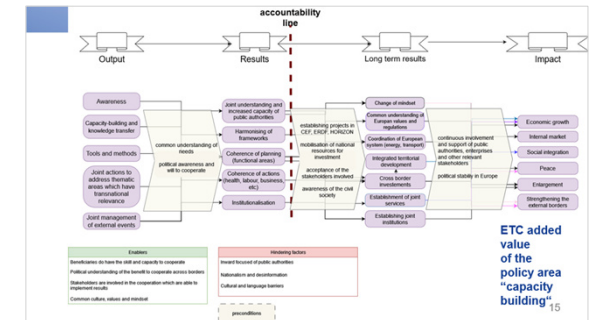 accountability
line
Output
Results
Long term results
Impact
Awareness
Capacity-building and
knowledge transfer
Tools and methods
Joint actions to
address thematic
areas which have
transnational
relevance
Joint management
of external events
common understanding of
needs
political awareness and
will to cooperate
Joint understanding and
increased capacity of
public authorities
Harmonising of
frameworks
Coherence of planning
(functional areas)
Coherence of actions
(health, labour, business,
etc)
Institutionalisation
establishing projects in
CEF, ERDF, HORIZON
mobilisation of national
resources for
investment
acceptance of the
stakeholders involved
awareness of the civil
society
Change of mindset
Common understanding of
European values and
regulations
Coordination of European
system (energy, transport)
Integrated territorial
development
Cross border
investements
Establishment of joint
services
Establishing joint
institutions
continuous involvement
and support of public
authorities, enterprises
and other relevant
stakeholders
political stabily in Europe
Economic growth
Internal market
Social integration
Peace
Enlargement
Strengthening the
external borders
Enablers
Beneficiaries do have the skill and capacity to cooperate
Political understanding of the benefit to cooperate across borders
Stakeholders are involved in the cooperation which are able to
implement results
Common culture, values and mindset
Hindering factors
Inward focused of public authorities
Nationalism and desinformation
Cultural and language barriers
preconditions
ETC added
value
of the
policy area
"capacity
building"
15